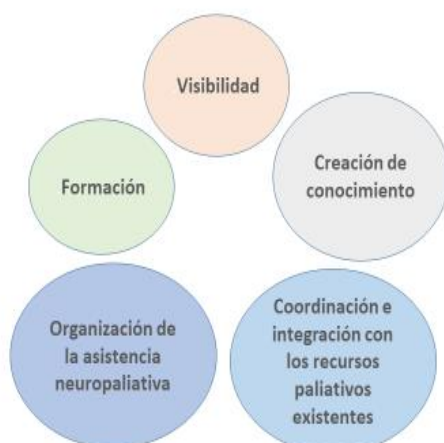 Visibilidad
Formación
Creación de
conocimiento
Organización de
la asistencia
neuropaliativa
Coordinación e
integración con
los recursos
paliativos
existentes